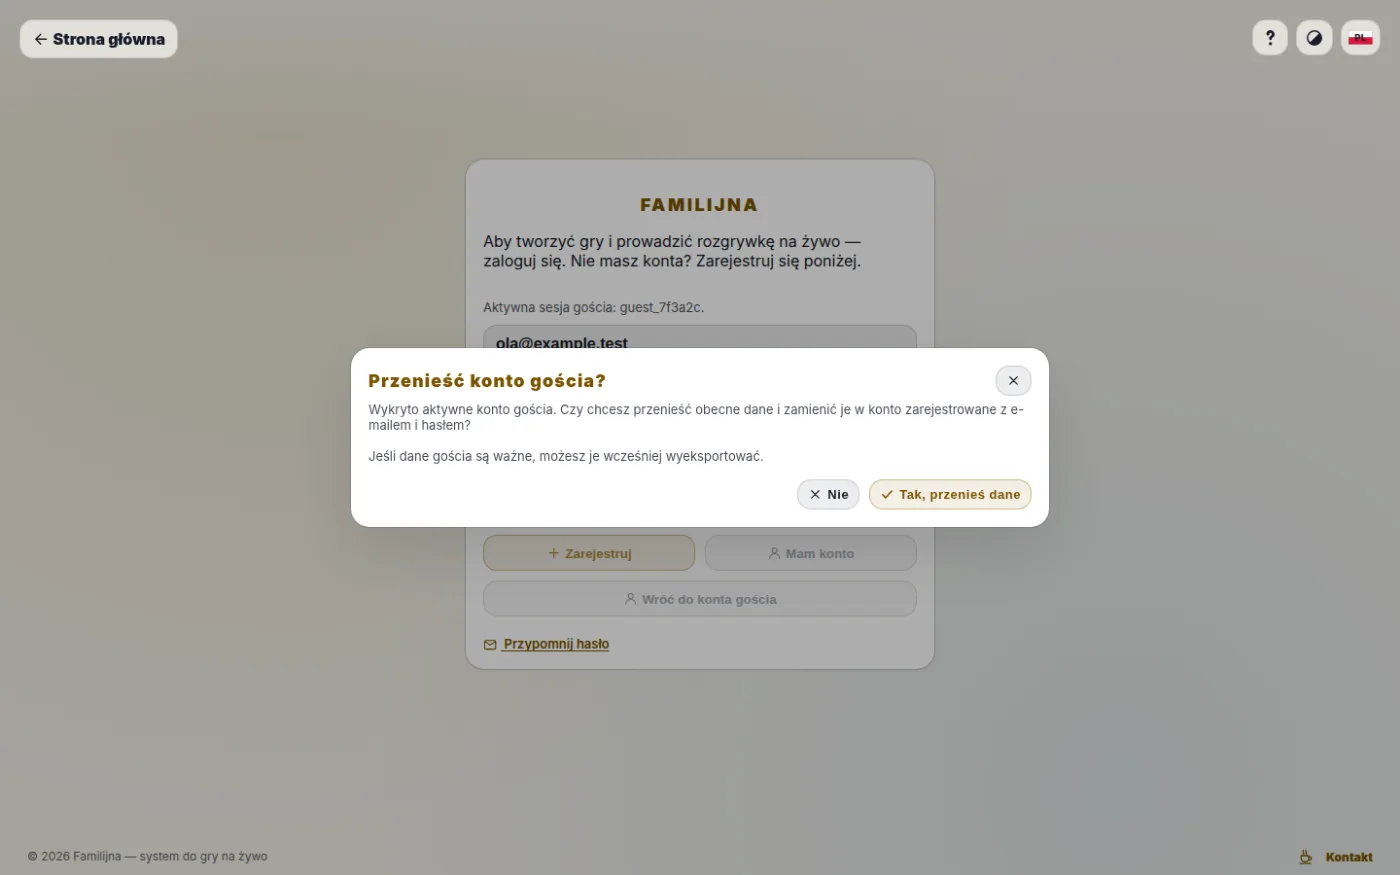 ← Strona główna
?
PL
FAMILIJNA
Aby tworzyć gry i prowadzić rozgrywkę na żywo —
zaloguj się. Nie masz konta? Zarejestruj się poniżej.
Aktywna sesja gościa: guest_7f3a2c.
ola@example.test
Przenieść konto gościa?
Wykryto aktywne konto gościa. Czy chcesz przenieść obecne dane i zamienić je w konto zarejestrowane z e-
mailem i hasłem?
Jeśli dane gościa są ważne, możesz je wcześniej wyeksportować.
Nie
Tak, przenieś dane
Zarejestruj
Mam konto
Wróć do konta gościa
Przypomnij hasło
© 2026 Familijna — system do gry na żywo
Kontakt